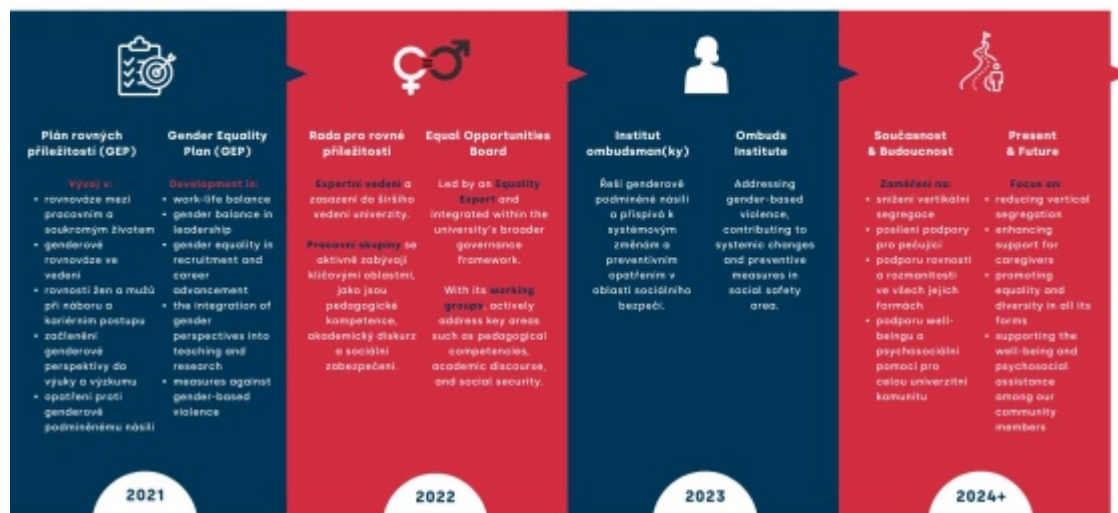 Plán rovných
příležitostí (GEP)
Vývoj v:
• rovnováze mezi
pracovním a
soukromým životem
• genderové
rovnováze ve
vedení
• rovnosti žen a mužů
při náboru a
kariérním postupu
• začlenění
genderové
perspektivy do
výuky a výzkumu
• opatření proti
genderově
podmíněnému násilí
Gender Equality
Plan (GEP)
Development in:
• work-life balance
• gender balance in
leadership
• gender equality in
recruitment and
career
advancement
• the integration of
gender
perspectives into
teaching and
research
• measures against
gender-based
violence
2021
Rada pro rovné
příležitosti
Expertní vedení a
zasazení do širšího
vedení univerzity.
Pracovní skupiny se
aktivně zabývají
klíčovými oblastmi,
jako jsou
pedagogické
kompetence,
akademický diskurz
a sociální
zabezpečení.
Equal Opportunities
Board
Led by an Equality
Expert and
integrated within the
university's broader
governance
framework.
With its working
groups, actively
address key areas
such as pedagogical
competencies,
academic discourse,
and social security.
2022
Institut
ombudsman(ky)
Řeší genderově
podmíněné násilí
a přispívá k
systémovým
změnám a
preventivním
opatřením v
oblasti sociálního
bezpečí.
Ombuds
Institute
Addressing
gender-based
violence,
contributing to
systemic changes
and preventive
measures in
social safety
area.
2023
Současnost
& Budoucnost
Zaměření na:
• snížení vertikální
segregace
• posílení podpory
pro pečující
• podporu rovnosti
a rozmanitosti
ve všech jejich
formách
• podporu well-
beingu a
psychosociální
pomoci pro
celou univerzitní
komunitu
Present
& Future
Focus on:
• reducing vertical
segregation
• enhancing
support for
caregivers
• promoting
equality and
diversity in all its
forms
• supporting the
well-being and
psychosocial
assistance
among our
community
members
2024+